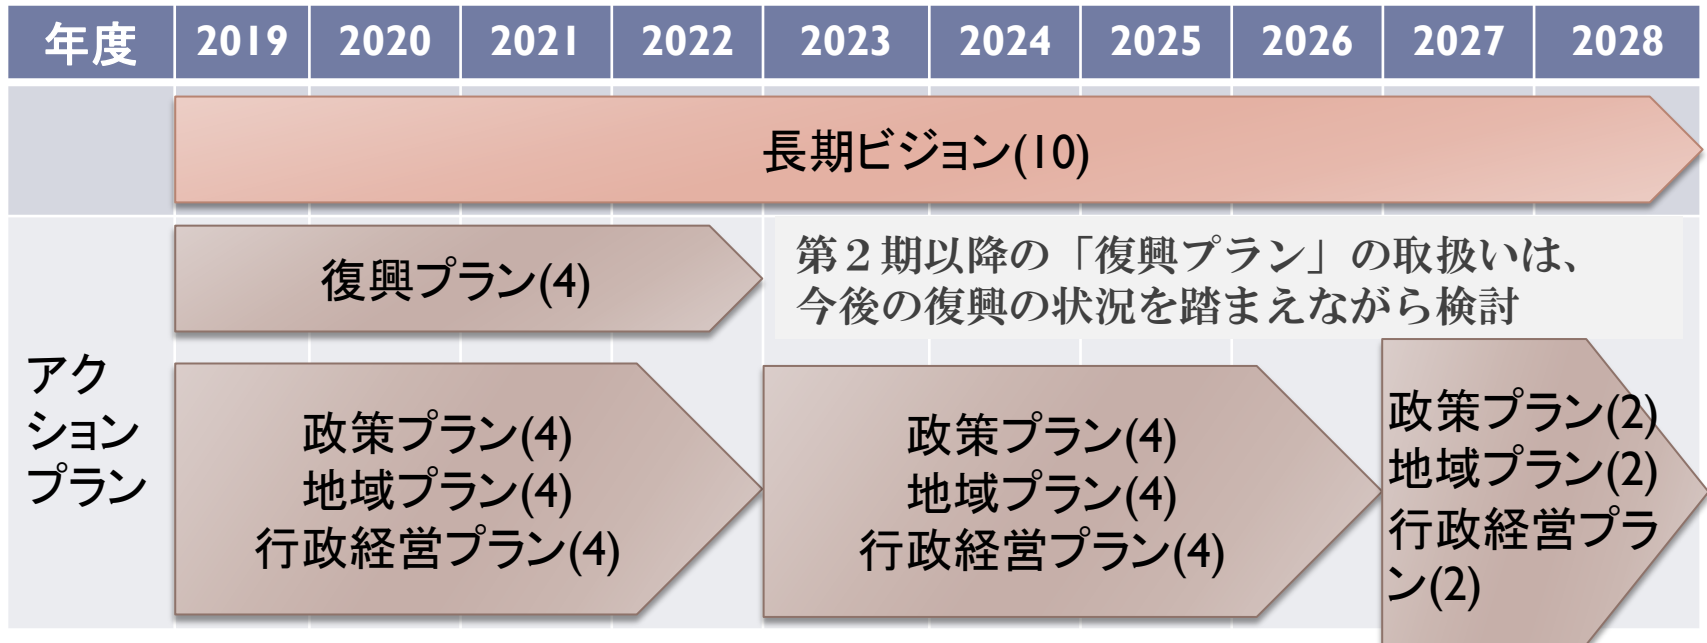 年度 2019 2020 2021 2022 2023 2024 2025 2026 2027 2028
長期ビジョン(10)
アク
ション
プラン
復興プラン(4)
第２期以降の「復興プラン」の取扱いは、
今後の復興の状況を踏まえながら検討
政策プラン(4)
地域プラン(4)
行政経営プラン(4)
政策プラン(4)
地域プラン(4)
行政経営プラン(4)
政策プラン(2)
地域プラン(2)
行政経営プラ
ン(2)